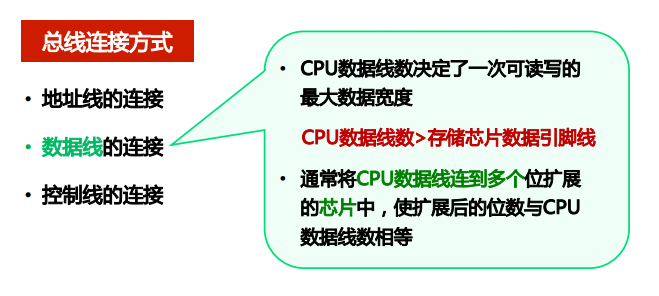 总线连接方式
• 地址线的连接
• 数据线的连接
• 控制线的连接
• CPU数据线数决定了一次可读写的
最大数据宽度
CPU数据线数>存储芯片数据引脚线
• 通常将CPU数据线连到多个位扩展
的芯片中，使扩展后的位数与CPU
数据线数相等